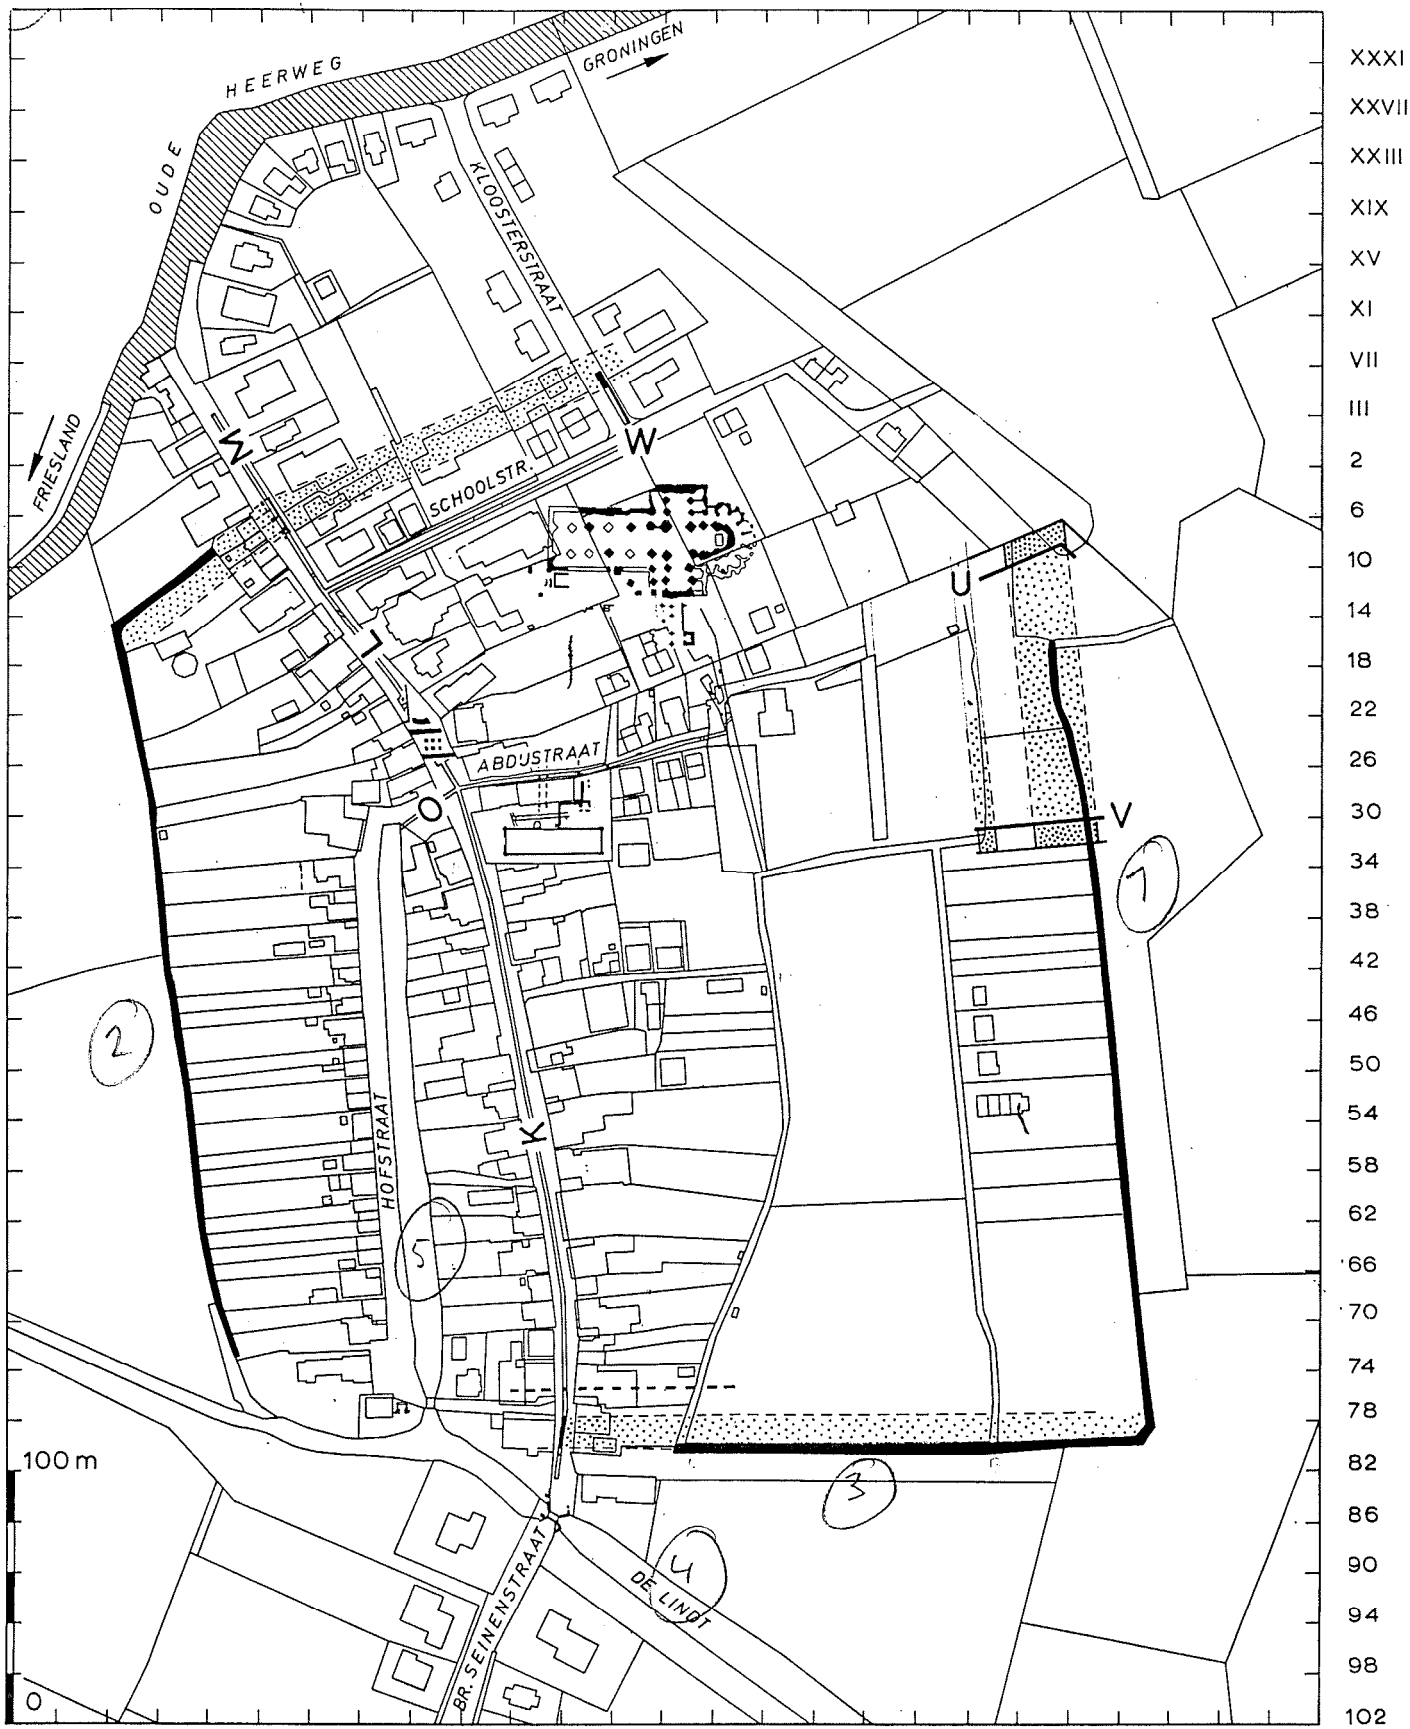 HEERWEG
GRONINGEN
OUDE
KLOOSTERSTRAAT
FRIESLAND
M
W
SCHOOLSTR.
U
L
ABDIJSTRAAT
O
V
1
2
HOFSTRAAT
K
5
3
4
100 m
DE LINDT
BR. SEINENSTRAAT
0
XXXI
XXVII
XXIII
XIX
XV
XI
VII
III
2
6
10
14
18
22
26
30
34
38
42
46
50
54
58
62
66
70
74
78
82
86
90
94
98
102